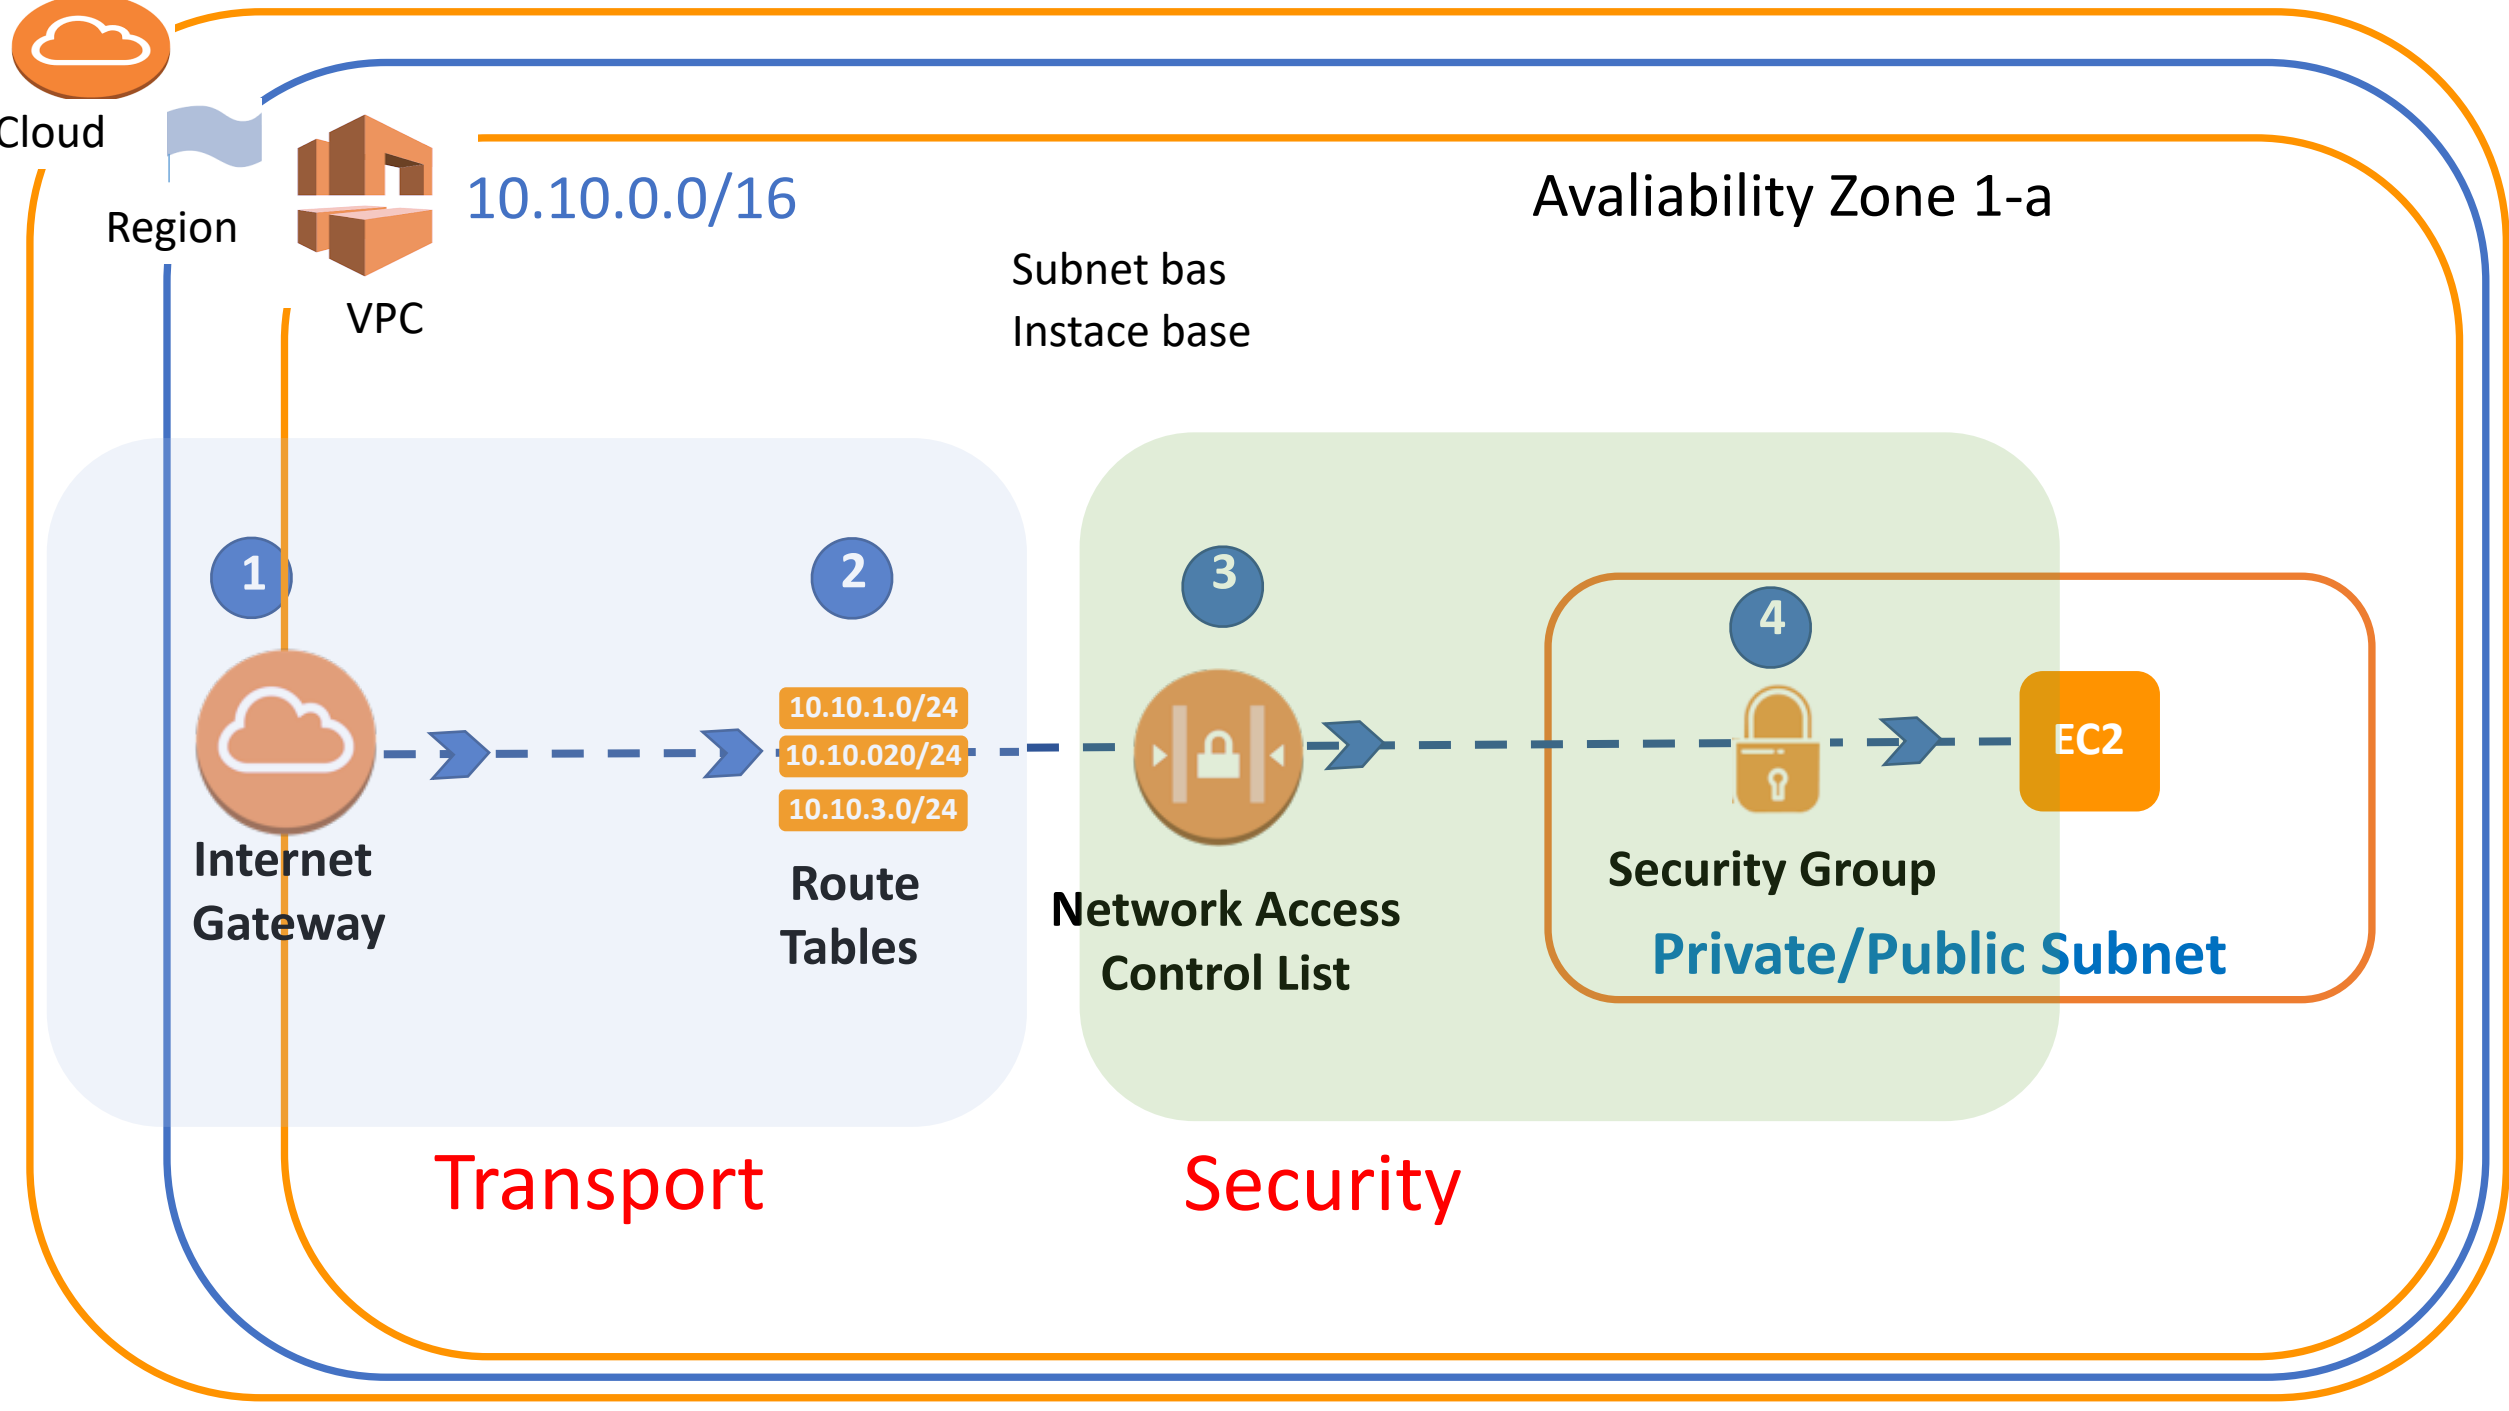 Cloud
Region
VPC
10.10.0.0/16
Avaliability Zone 1-a
Subnet bas
Instace base
1
2
3
4
10.10.1.0/24
10.10.020/24
10.10.3.0/24
EC2
Internet
Gateway
Route
Tables
Network Access
Control List
Security Group
Private/Public Subnet
Transport
Security